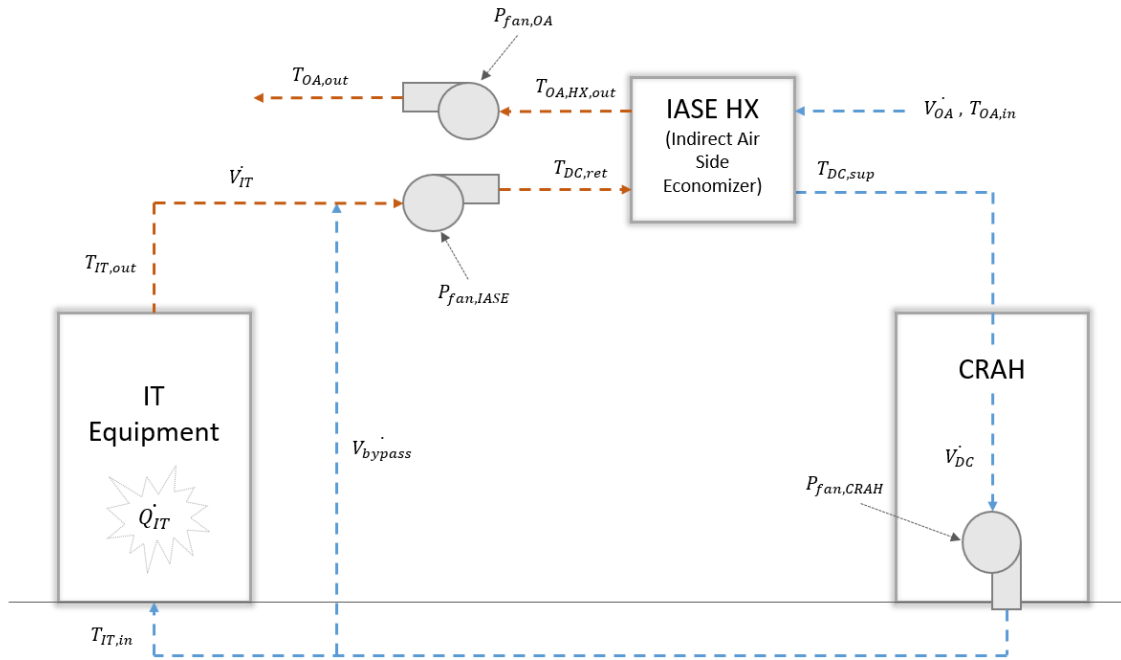 P_fan,OA
T_OA,out
T_OA,HX,out
IASE HX
(Indirect Air
Side
Economizer)
V̇_OA , T_OA,in
V̇_IT
T_DC,ret
T_DC,sup
T_IT,out
P_fan,IASE
IT
Equipment
CRAH
V̇_bypass
V̇_DC
P_fan,CRAH
Q̇_IT
T_IT,in